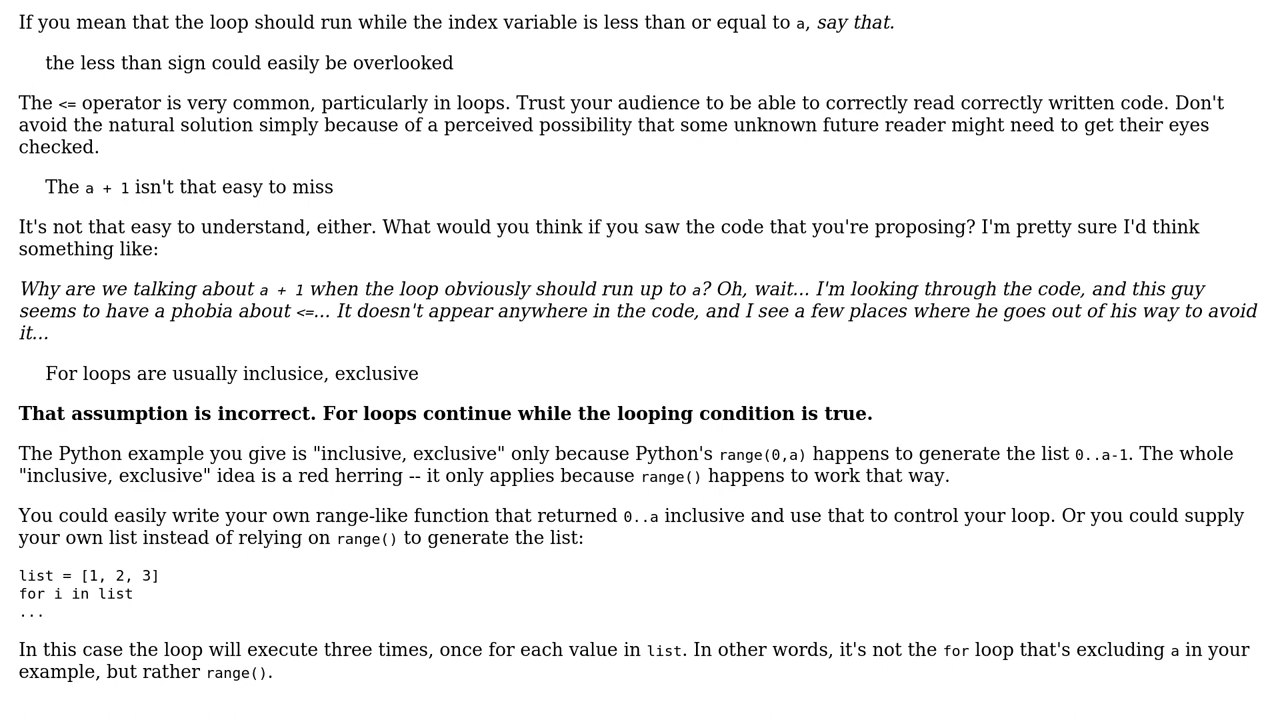 If you mean that the loop should run while the index variable is less than or equal to a, say that.
the less than sign could easily be overlooked
The <= operator is very common, particularly in loops. Trust your audience to be able to correctly read correctly written code. Don't
avoid the natural solution simply because of a perceived possibility that some unknown future reader might need to get their eyes
checked.
The a + 1 isn't that easy to miss
It's not that easy to understand, either. What would you think if you saw the code that you're proposing? I'm pretty sure I'd think
something like:
Why are we talking about a + 1 when the loop obviously should run up to a? Oh, wait... I'm looking through the code, and this guy
seems to have a phobia about <=... It doesn't appear anywhere in the code, and I see a few places where he goes out of his way to avoid
it...
For loops are usually inclusice, exclusive
That assumption is incorrect. For loops continue while the looping condition is true.
The Python example you give is "inclusive, exclusive" only because Python's range(0,a) happens to generate the list 0..a-1. The whole
"inclusive, exclusive" idea is a red herring -- it only applies because range() happens to work that way.
You could easily write your own range-like function that returned 0..a inclusive and use that to control your loop. Or you could supply
your own list instead of relying on range() to generate the list:
list = [1, 2, 3]
for i in list
...
In this case the loop will execute three times, once for each value in list. In other words, it's not the for loop that's excluding a in your
example, but rather range().